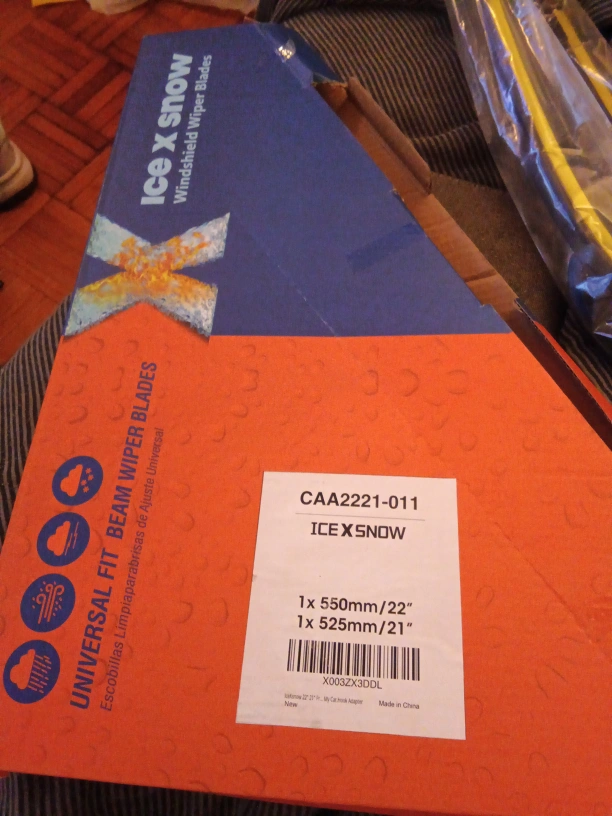 ICE X SNOW
Windshield Wiper Blades
UNIVERSAL FIT BEAM WIPER BLADES
Escobillas Limpiaparabrisas de Ajuste Universal
CAA2221-011
ICE X SNOW
1x 550mm/22"
1x 525mm/21"
X003ZX3DDL
New
Made in China